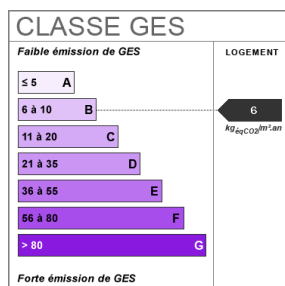 CLASSE GES
Faible émission de GES
LOGEMENT
≤ 5 A
6 à 10 B
6
kgéqCO2/m².an
11 à 20 C
21 à 35 D
36 à 55 E
56 à 80 F
> 80 G
Forte émission de GES